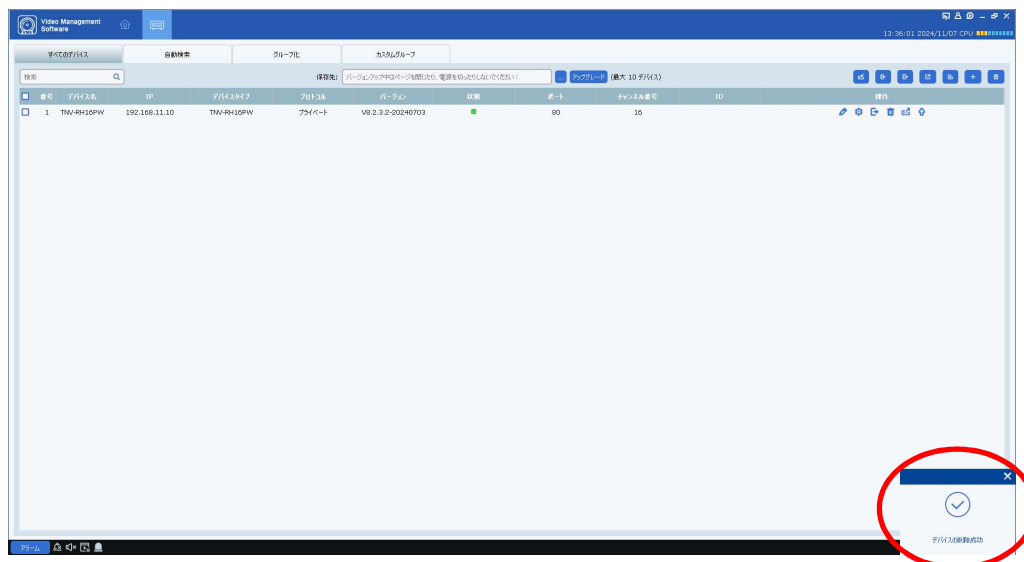 Video Management
Software
13:36:01 2024/11/07 CPU
すべてのデバイス 自動検索 グループ化 カスタムグループ
検索 保存先: バージョンアップ中はページを閉じたり、電源を切ったりしないでください! ... アップグレード (最大 10 デバイス)
番号 デバイス名 IP デバイスタイプ プロトコル バージョン 状態 ポート チャンネル番号 ID 操作
1 TNV-RH16PW 192.168.11.10 TNV-RH16PW プライベート V8.2.3.2-20240703 80 16
デバイスの削除成功
アラーム